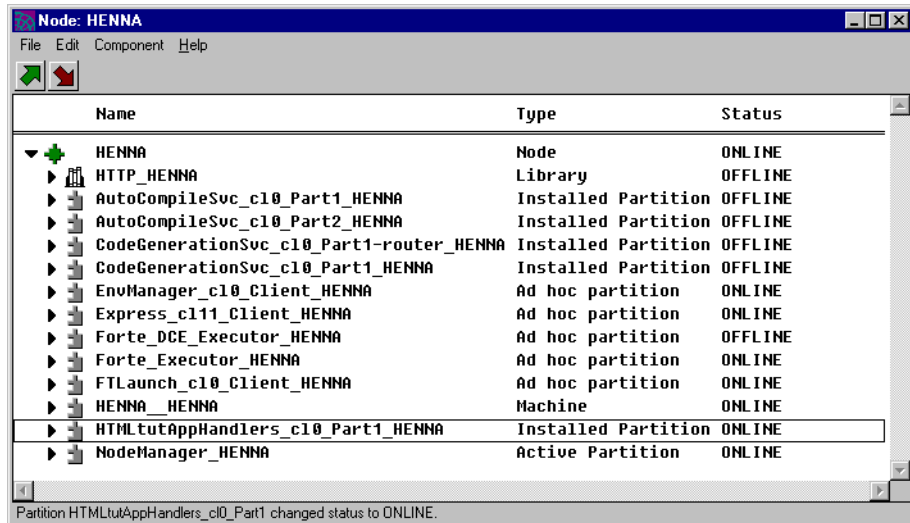 Node: HENNA
File Edit Component Help
Name Type Status
HENNA Node ONLINE
HTTP_HENNA Library OFFLINE
AutoCompileSvc_cl0_Part1_HENNA Installed Partition OFFLINE
AutoCompileSvc_cl0_Part2_HENNA Installed Partition OFFLINE
CodeGenerationSvc_cl0_Part1-router_HENNA Installed Partition OFFLINE
CodeGenerationSvc_cl0_Part1_HENNA Installed Partition OFFLINE
EnvManager_cl0_Client_HENNA Ad hoc partition ONLINE
Express_cl11_Client_HENNA Ad hoc partition ONLINE
Forte_DCE_Executor_HENNA Ad hoc partition OFFLINE
Forte_Executor_HENNA Ad hoc partition ONLINE
FTLaunch_cl0_Client_HENNA Ad hoc partition ONLINE
HENNA__HENNA Machine ONLINE
HTMLtutAppHandlers_cl0_Part1_HENNA Installed Partition ONLINE
NodeManager_HENNA Active Partition ONLINE
Partition HTMLtutAppHandlers_cl0_Part1 changed status to ONLINE.